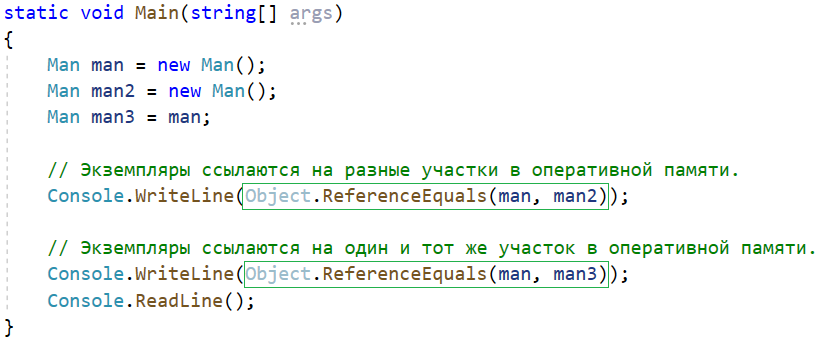 static void Main(string[] args)
{
Man man = new Man();
Man man2 = new Man();
Man man3 = man;
// Экземпляры ссылаются на разные участки в оперативной памяти.
Console.WriteLine(Object.ReferenceEquals(man, man2));
// Экземпляры ссылаются на один и тот же участок в оперативной памяти.
Console.WriteLine(Object.ReferenceEquals(man, man3));
Console.ReadLine();
}